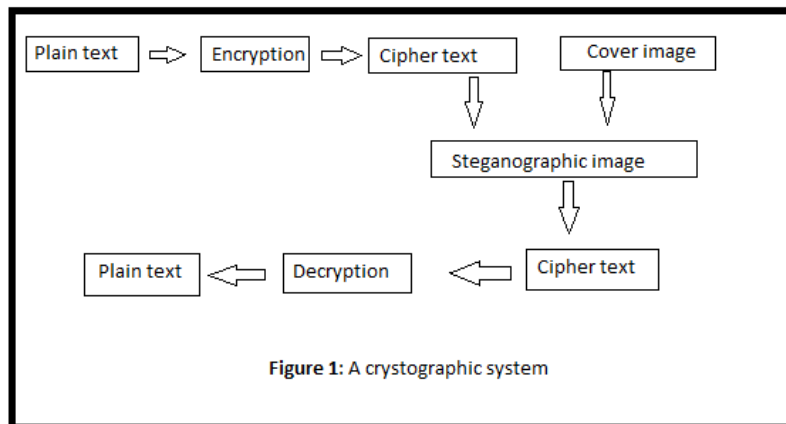 Plain text
Encryption
Cipher text
Cover image
Steganographic image
Plain text
Decryption
Cipher text
Figure 1: A crystographic system